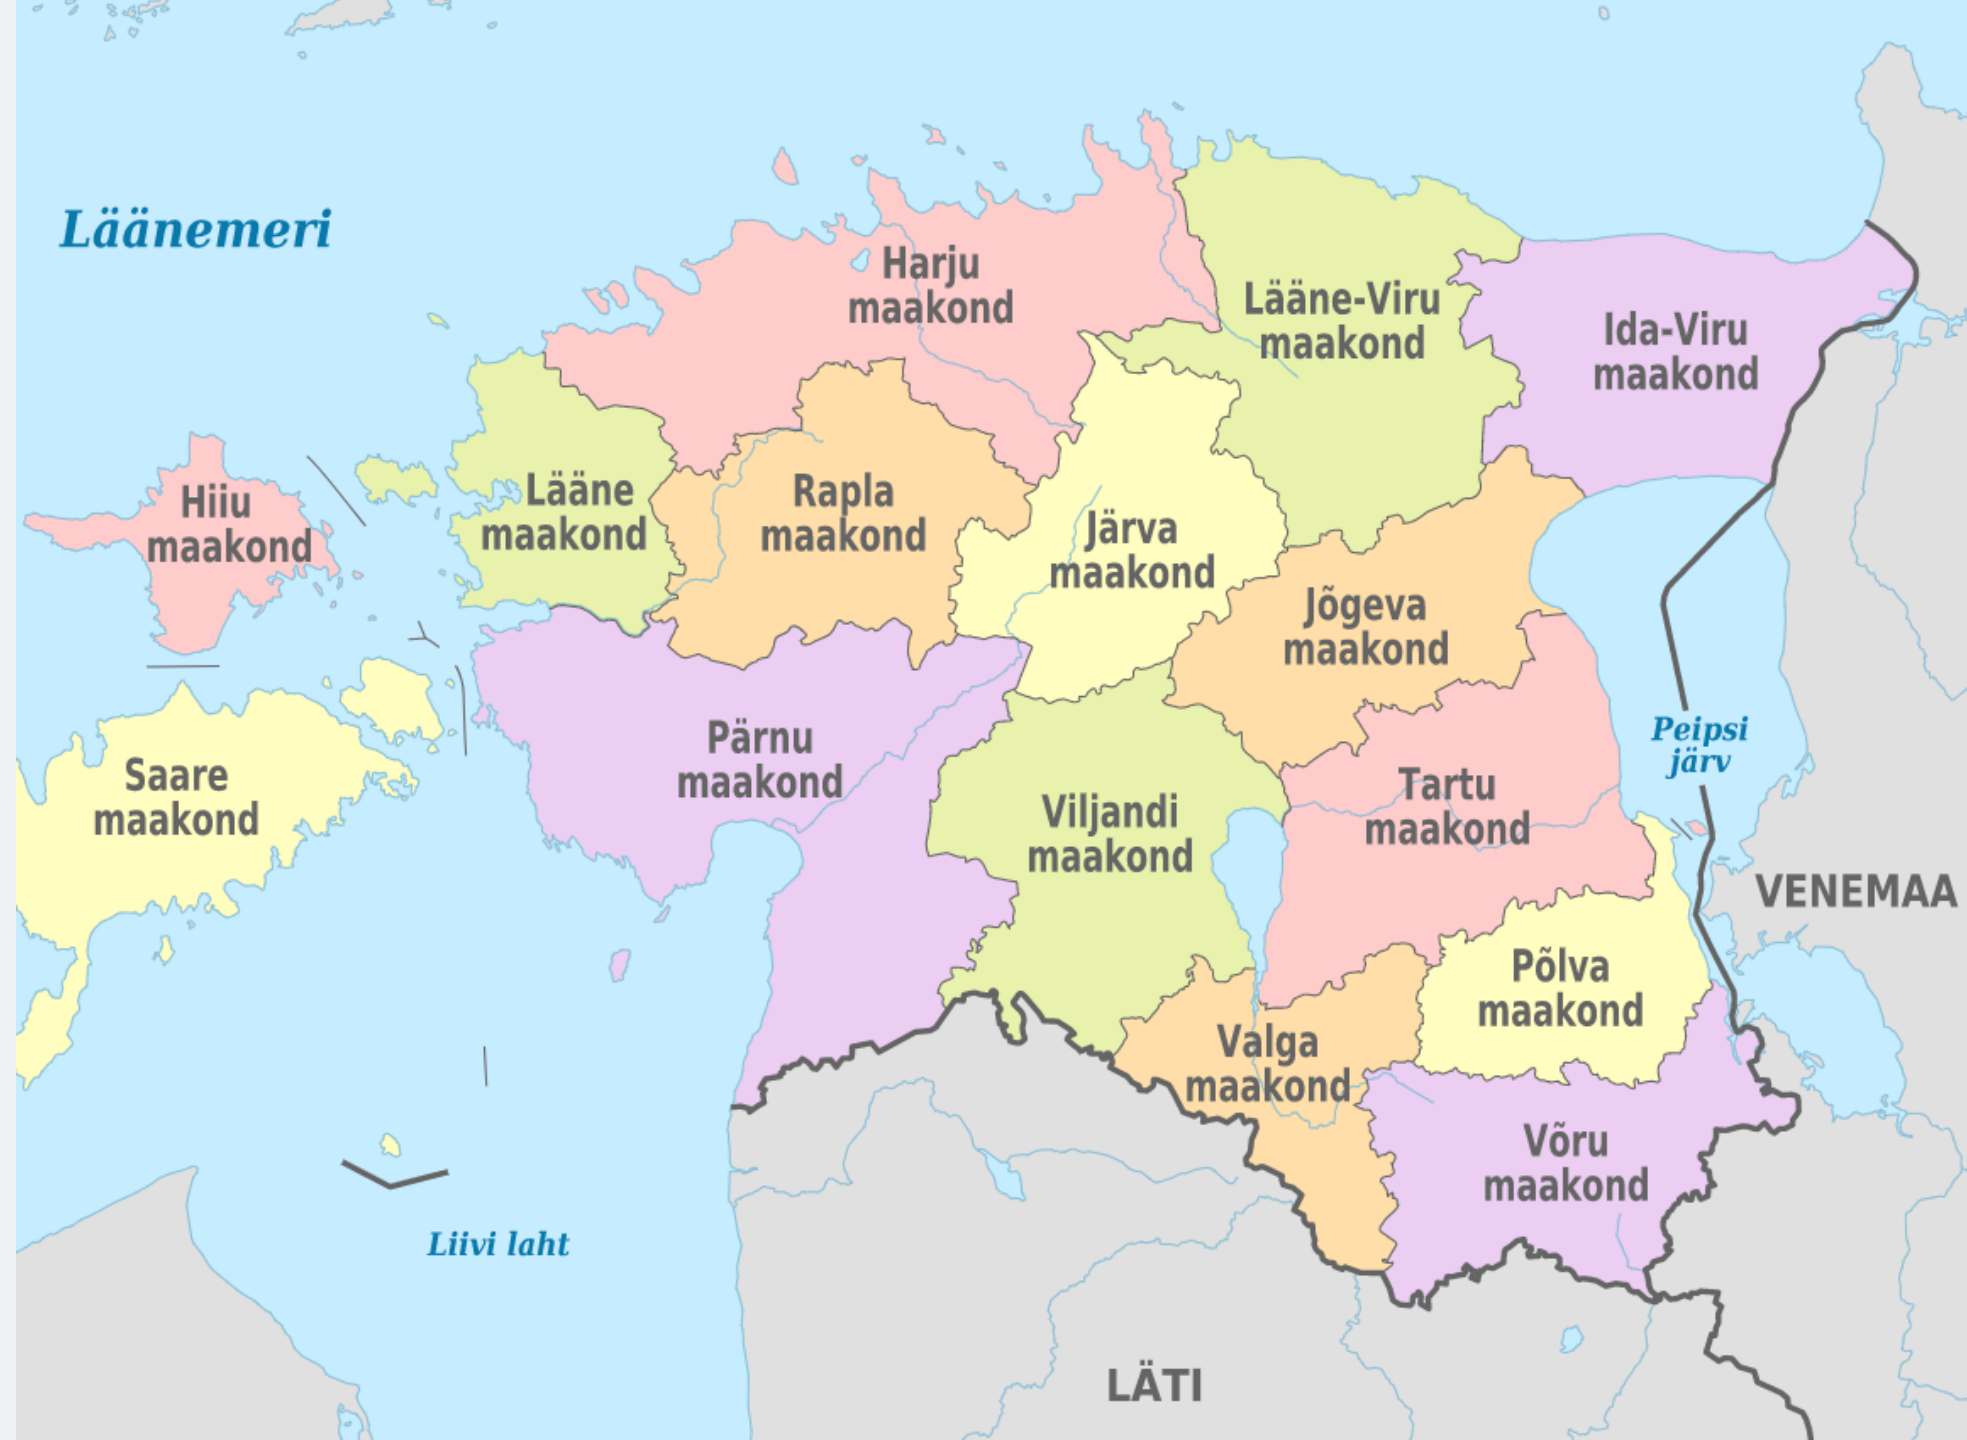 Läänemeri
Harju
maakond
Lääne-Viru
maakond
Ida-Viru
maakond
Hiiu
maakond
Lääne
maakond
Rapla
maakond
Järva
maakond
Jõgeva
maakond
Saare
maakond
Pärnu
maakond
Viljandi
maakond
Tartu
maakond
Peipsi
järv
VENEMAA
Põlva
maakond
Valga
maakond
Võru
maakond
Liivi laht
LÄTI